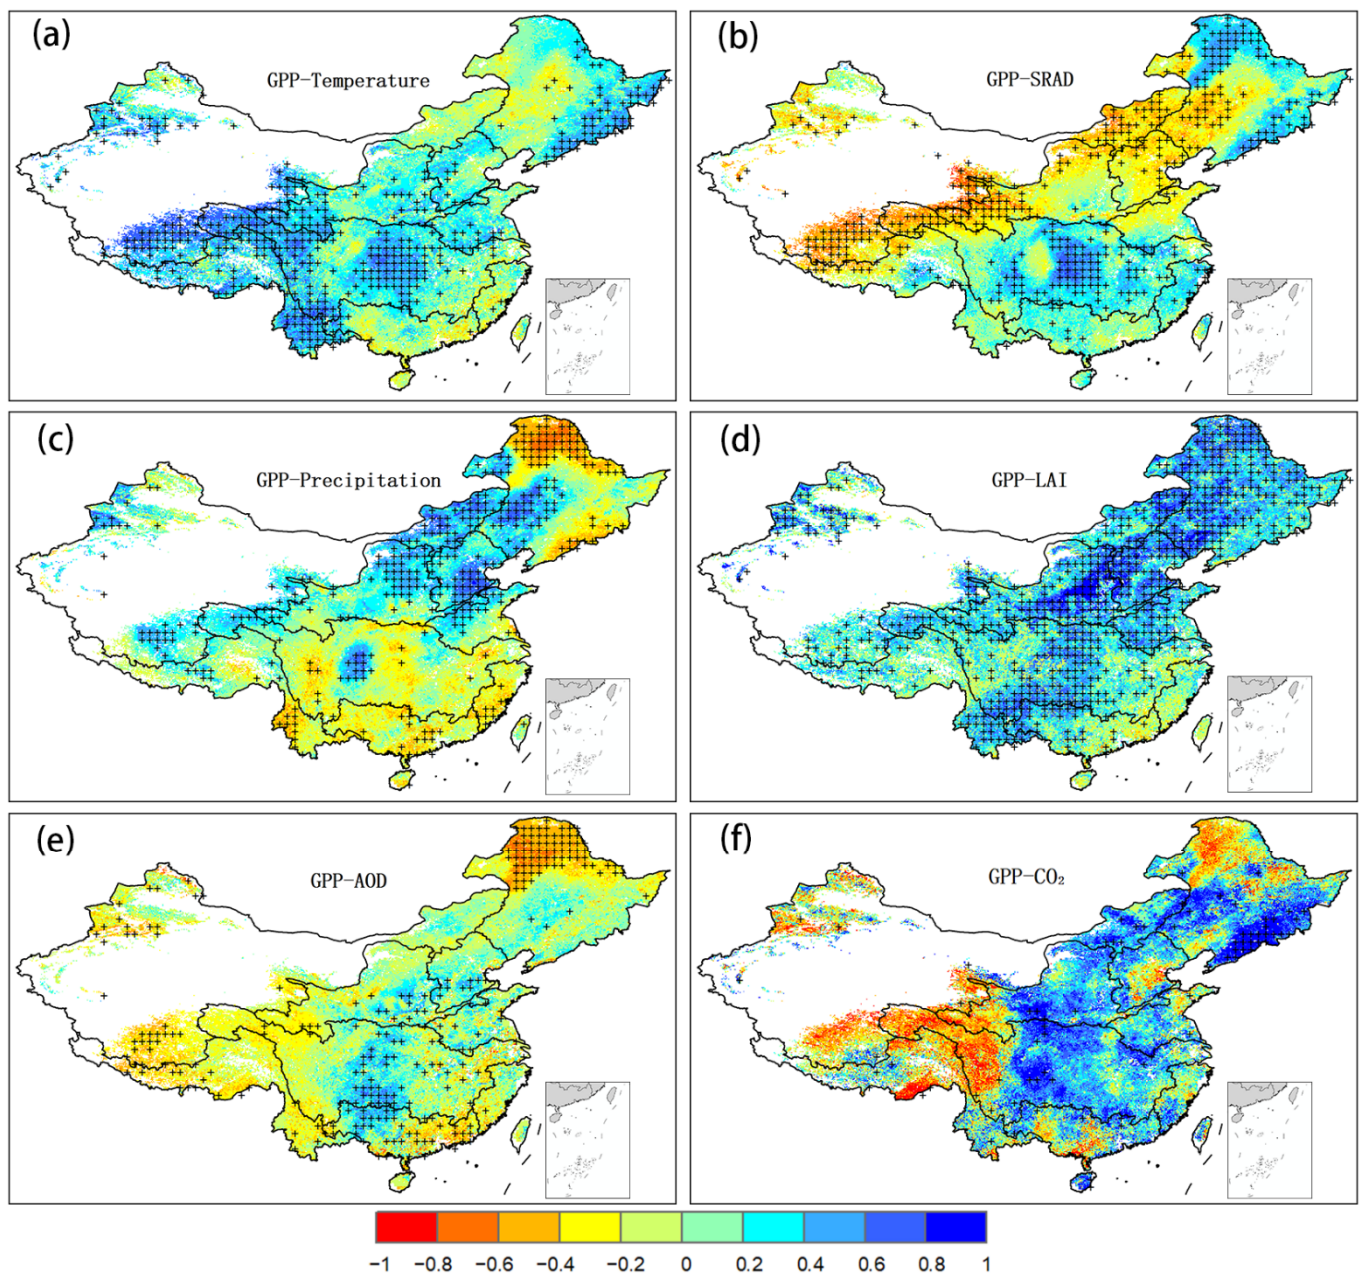 (a)
GPP-Temperature
(b)
GPP-SRAD
(c)
GPP-Precipitation
(d)
GPP-LAI
(e)
GPP-AOD
(f)
GPP-CO₂
−1 −0.8 −0.6 −0.4 −0.2 0 0.2 0.4 0.6 0.8 1